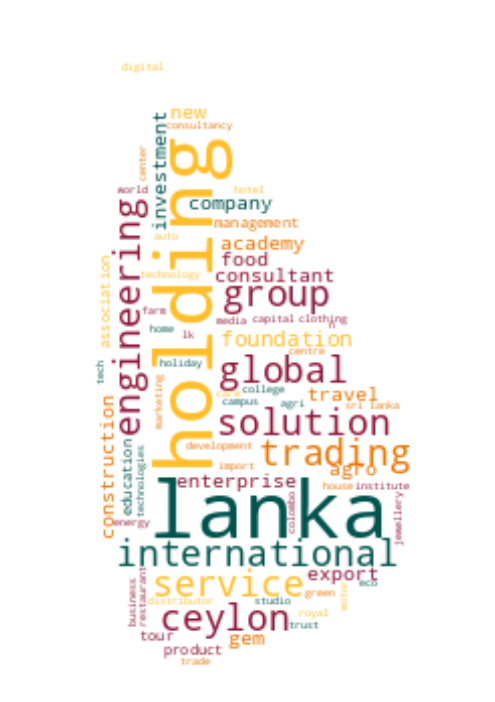 digital
new
consultancy
investment
holding
center
world
hotel
company
engineering
management
auto
academy
food
technology
consultant
association
group
farm
media
capital
clothing
home
lk
foundation
centre
tech
holiday
global
marketing
college
care
travel
campus
agri
sri lanka
construction
solution
education
development
trading
technologies
import
agro
enterprise
house
institute
lanka
colombo
jewellery
energy
international
service
export
eco
business
restaurant
green
motor
distributor
studio
ceylon
royal
trust
tour
gem
product
trade